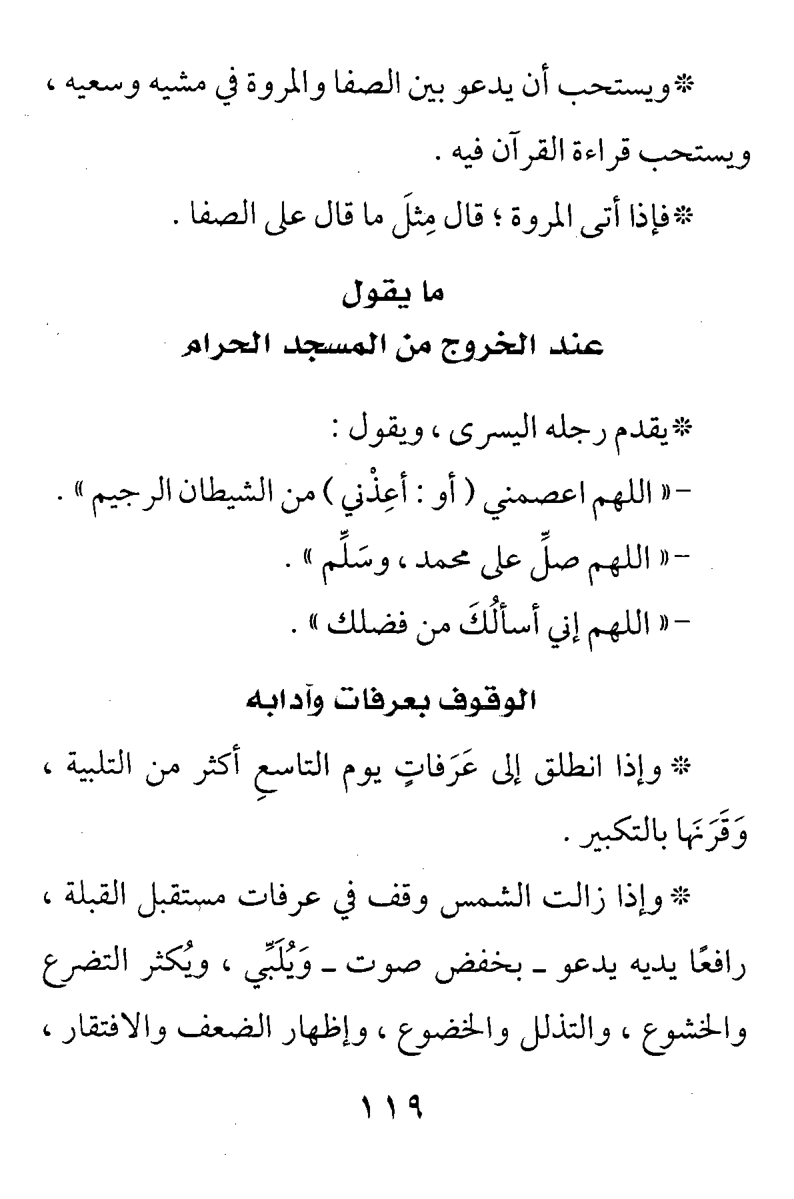 *ويستحب أن يدعو بين الصفا والمروة في مشيه وسعيه ،
ويستحب قراءة القرآن فيه .
*فإذا أتى المروة ؛ قال مِثلَ ما قال على الصفا .
ما يقول
عند الخروج من المسجد الحرام
*يقدم رجله اليسرى ، ويقول :
-« اللهم اعصمني ( أو : أعِذْني ) من الشيطان الرجيم » .
-« اللهم صلِّ على محمد ، وسَلِّم » .
-« اللهم إني أسألُكَ من فضلك » .
الوقوف بعرفات وآدابه
* وإذا انطلق إلى عَرَفاتٍ يوم التاسعِ أكثر من التلبية ،
وَقَرَنَها بالتكبير .
* وإذا زالت الشمس وقف في عرفات مستقبل القبلة ،
رافعًا يديه يدعو ـ بخفض صوت ـ وَيُلَبِّي ، ويُكثر التضرع
والخشوع ، والتذلل والخضوع ، وإظهار الضعف والافتقار ،
١١٩